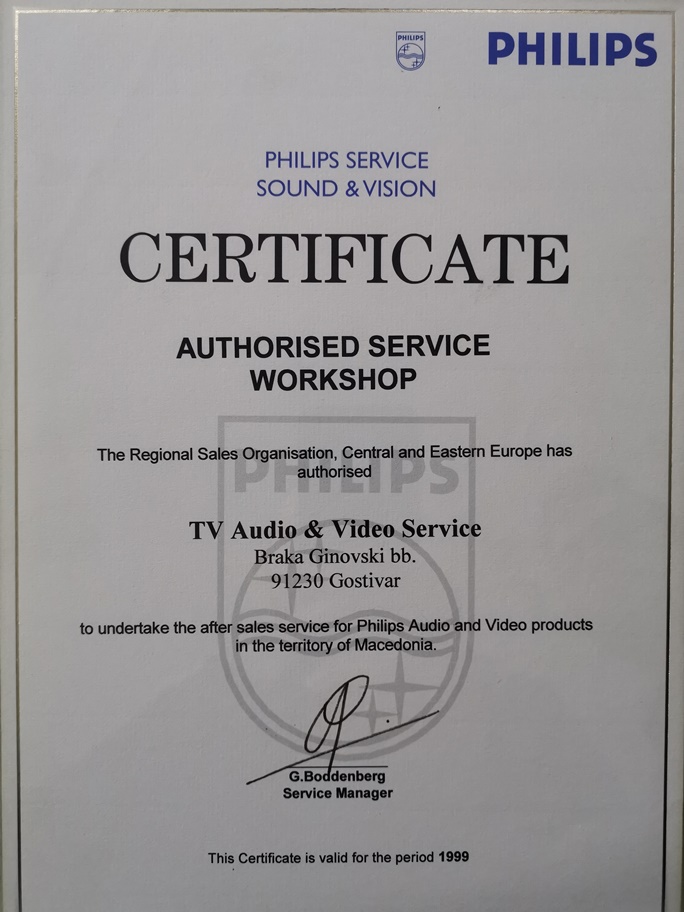 PHILIPS
PHILIPS
PHILIPS SERVICE
SOUND & VISION
CERTIFICATE
AUTHORISED SERVICE
WORKSHOP
The Regional Sales Organisation, Central and Eastern Europe has
authorised
PHILIPS
TV Audio & Video Service
Braka Ginovski bb.
91230 Gostivar
to undertake the after sales service for Philips Audio and Video products
in the territory of Macedonia.
G.Boddenberg
Service Manager
This Certificate is valid for the period 1999